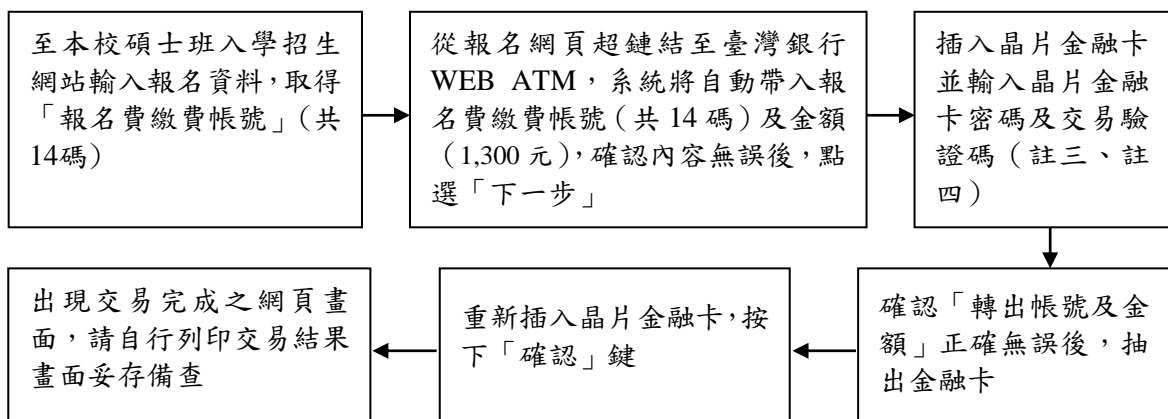 至本校碩士班入學招生
網站輸入報名資料，取得
「報名費繳費帳號」（共
14碼）
從報名網頁超鏈結至臺灣銀行
WEB ATM，系統將自動帶入報
名費繳費帳號（共 14 碼）及金額
（1,300 元），確認內容無誤後，點
選「下一步」
插入晶片金融卡
並輸入晶片金融
卡密碼及交易驗
證碼（註三、註
四）
確認「轉出帳號及金
額」正確無誤後，抽
出金融卡
重新插入晶片金融卡，按
下「確認」鍵
出現交易完成之網頁畫
面，請自行列印交易結果
畫面妥存備查